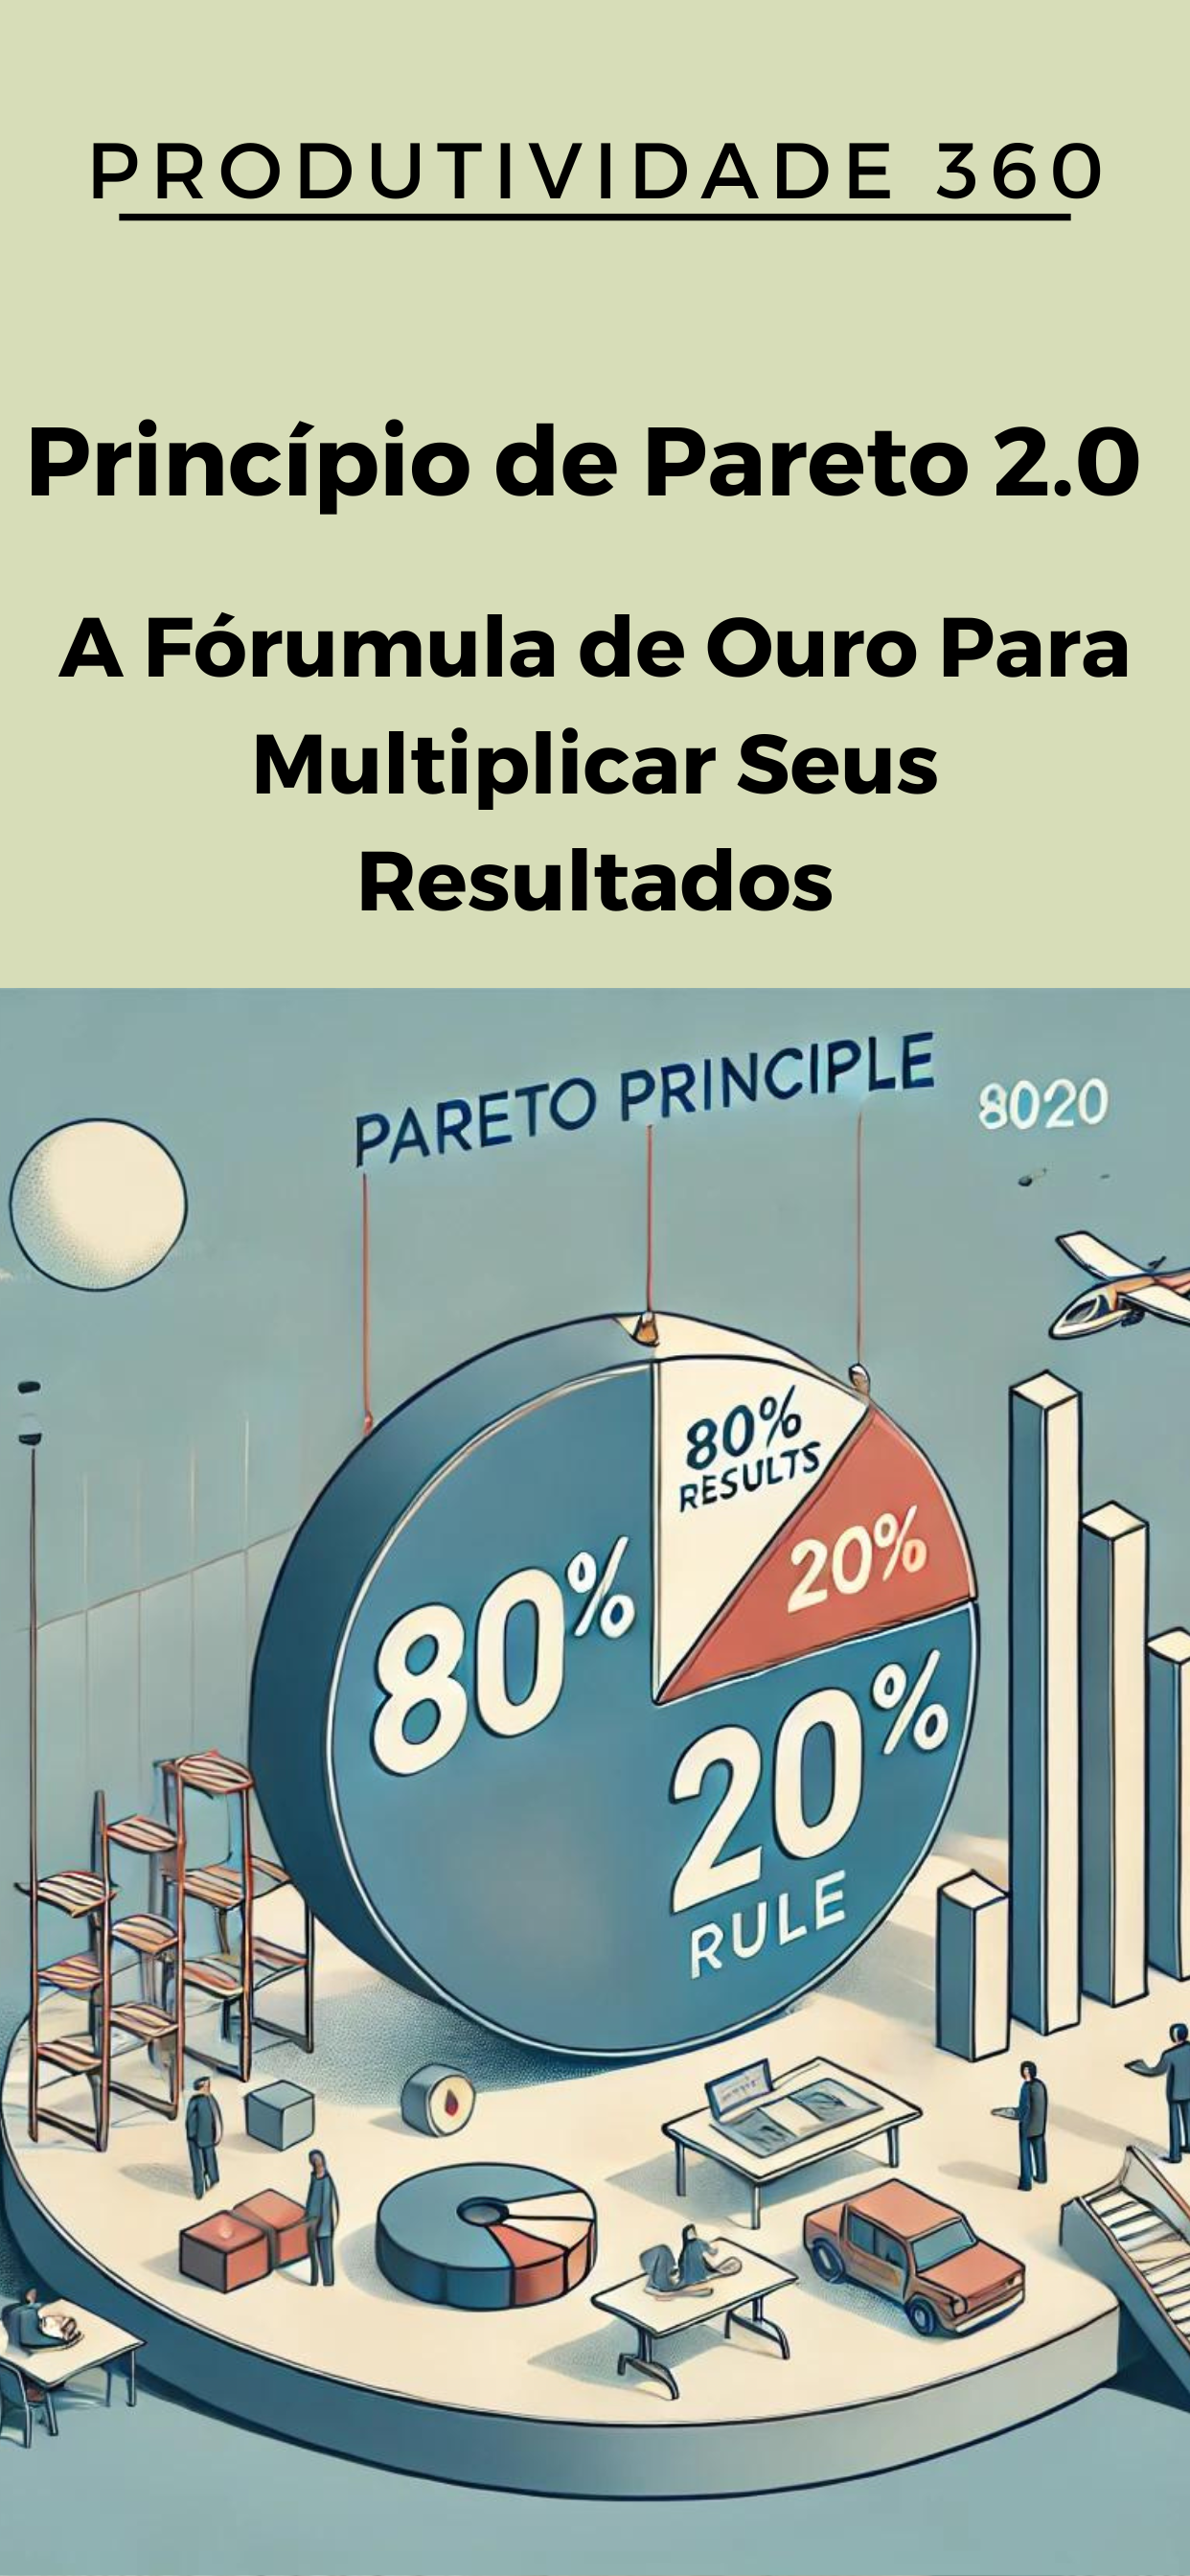 PRODUTIVIDADE 360
Princípio de Pareto 2.0
A Fórumula de Ouro Para
Multiplicar Seus
Resultados
PARETO PRINCIPLE
8020
80%
RESULTS
20%
80%
20%
RULE